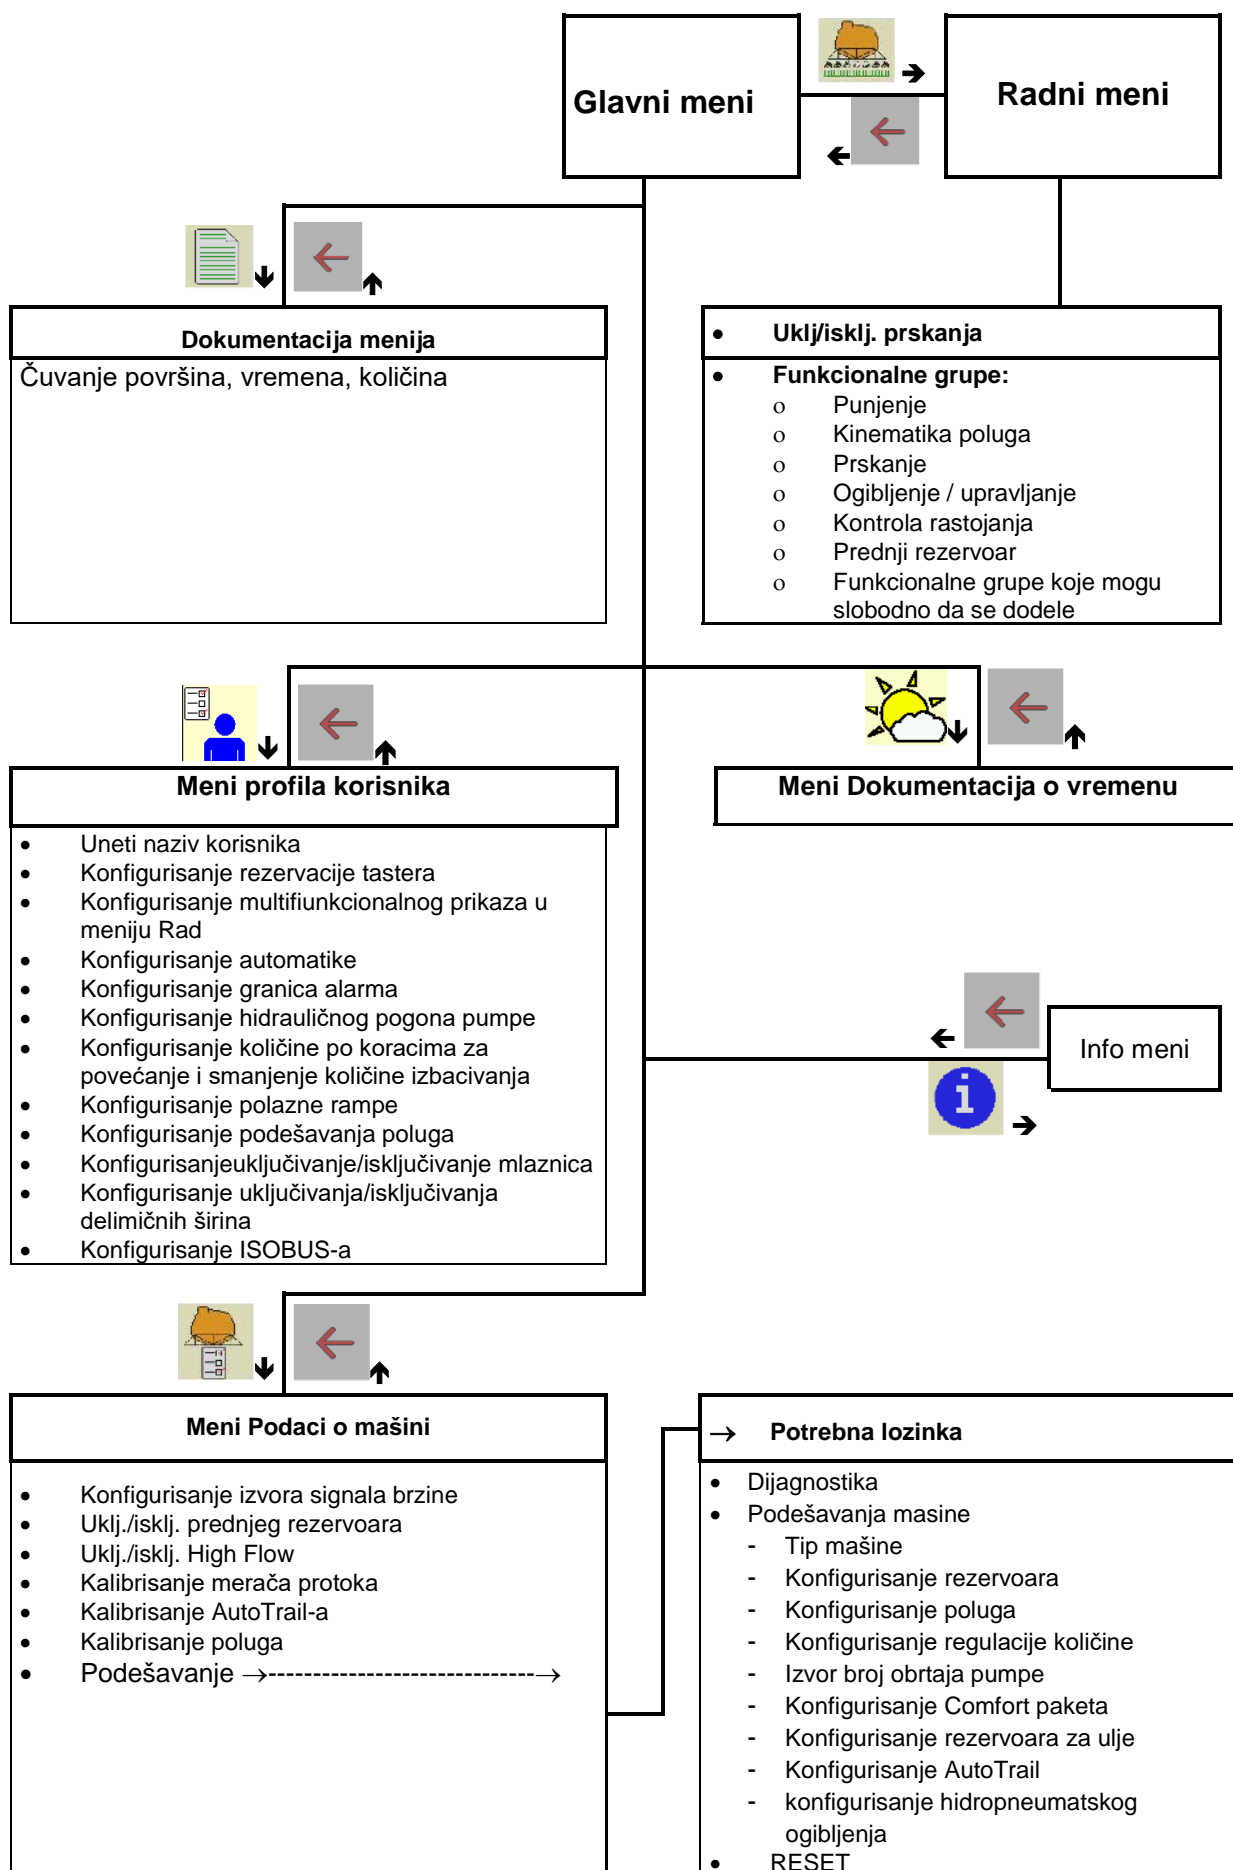 Glavni meni
Radni meni
Dokumentacija menija
Čuvanje površina, vremena, količina
• Uklj/isklj. prskanja
• Funkcionalne grupe:
o Punjenje
o Kinematika poluga
o Prskanje
o Ogibljenje / upravljanje
o Kontrola rastojanja
o Prednji rezervoar
o Funkcionalne grupe koje mogu
slobodno da se dodele
Meni profila korisnika
• Uneti naziv korisnika
• Konfigurisanje rezervacije tastera
• Konfigurisanje multifiunkcionalnog prikaza u
meniju Rad
• Konfigurisanje automatike
• Konfigurisanje granica alarma
• Konfigurisanje hidrauličnog pogona pumpe
• Konfigurisanje količine po koracima za
povećanje i smanjenje količine izbacivanja
• Konfigurisanje polazne rampe
• Konfigurisanje podešavanja poluga
• Konfigurisanjeuključivanje/isključivanje mlaznica
• Konfigurisanje uključivanja/isključivanja
delimičnih širina
• Konfigurisanje ISOBUS-a
Meni Dokumentacija o vremenu
Info meni
i
Meni Podaci o mašini
• Konfigurisanje izvora signala brzine
• Uklj./isklj. prednjeg rezervoara
• Uklj./isklj. High Flow
• Kalibrisanje merača protoka
• Kalibrisanje AutoTrail-a
• Kalibrisanje poluga
• Podešavanje →------------------------------→
→ Potrebna lozinka
• Dijagnostika
• Podešavanja masine
- Tip mašine
- Konfigurisanje rezervoara
- Konfigurisanje poluga
- Konfigurisanje regulacije količine
- Izvor broj obrtaja pumpe
- Konfigurisanje Comfort paketa
- Konfigurisanje rezervoara za ulje
- Konfigurisanje AutoTrail
- konfigurisanje hidropneumatskog
ogibljenja
• RESET